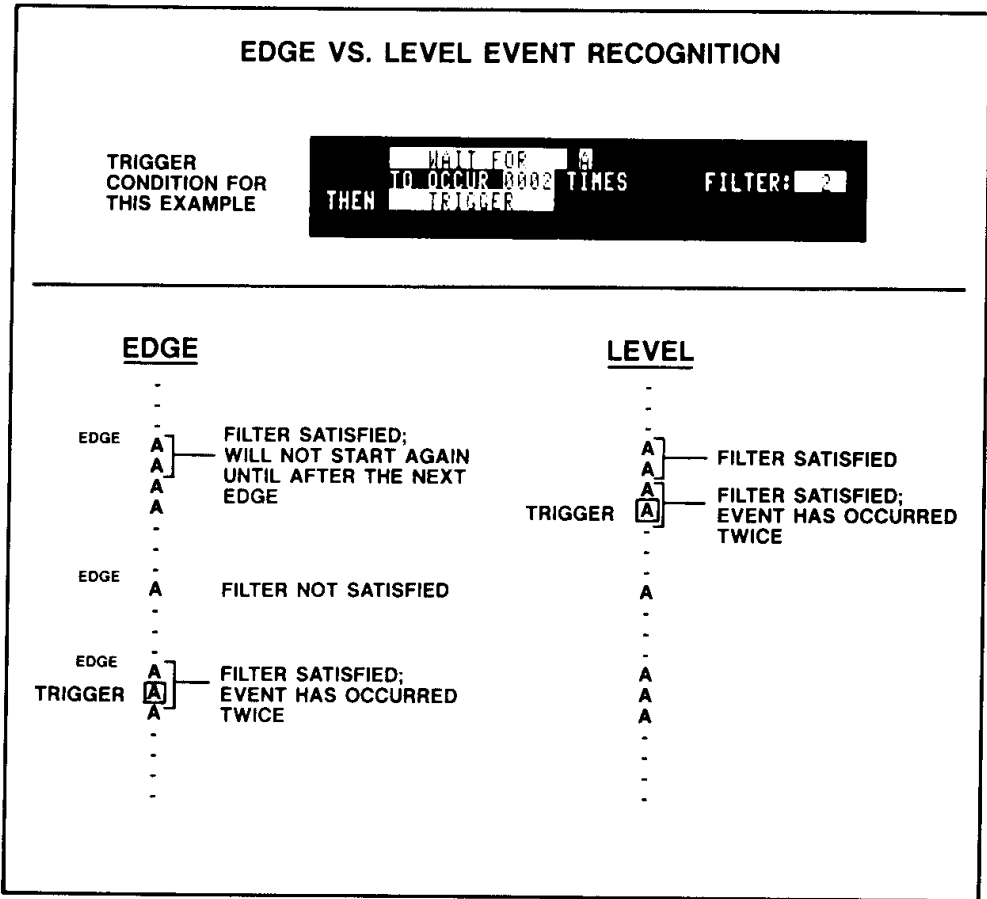 EDGE VS. LEVEL EVENT RECOGNITION
TRIGGER
CONDITION FOR
THIS EXAMPLE
WAIT FOR A
TO OCCUR 0002 TIMES FILTER: 2
THEN TRIGGER
EDGE
-
-
-
EDGE A FILTER SATISFIED;
A WILL NOT START AGAIN
A UNTIL AFTER THE NEXT
A EDGE
-
-
-
EDGE A FILTER NOT SATISFIED
-
-
-
EDGE A FILTER SATISFIED;
TRIGGER A EVENT HAS OCCURRED
A TWICE
-
-
-
-
LEVEL
-
-
-
A FILTER SATISFIED
A
A FILTER SATISFIED;
TRIGGER A EVENT HAS OCCURRED
TWICE
-
-
-
A
-
-
-
A
A
A
-
-
-
-